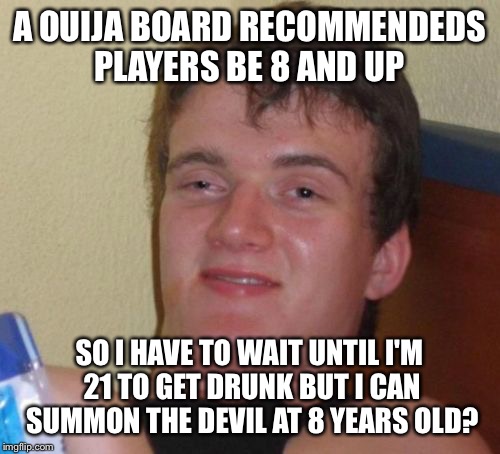 A OUIJA BOARD RECOMMENDEDS
PLAYERS BE 8 AND UP
SO I HAVE TO WAIT UNTIL I'M
21 TO GET DRUNK BUT I CAN
SUMMON THE DEVIL AT 8 YEARS OLD?
imgflip.com